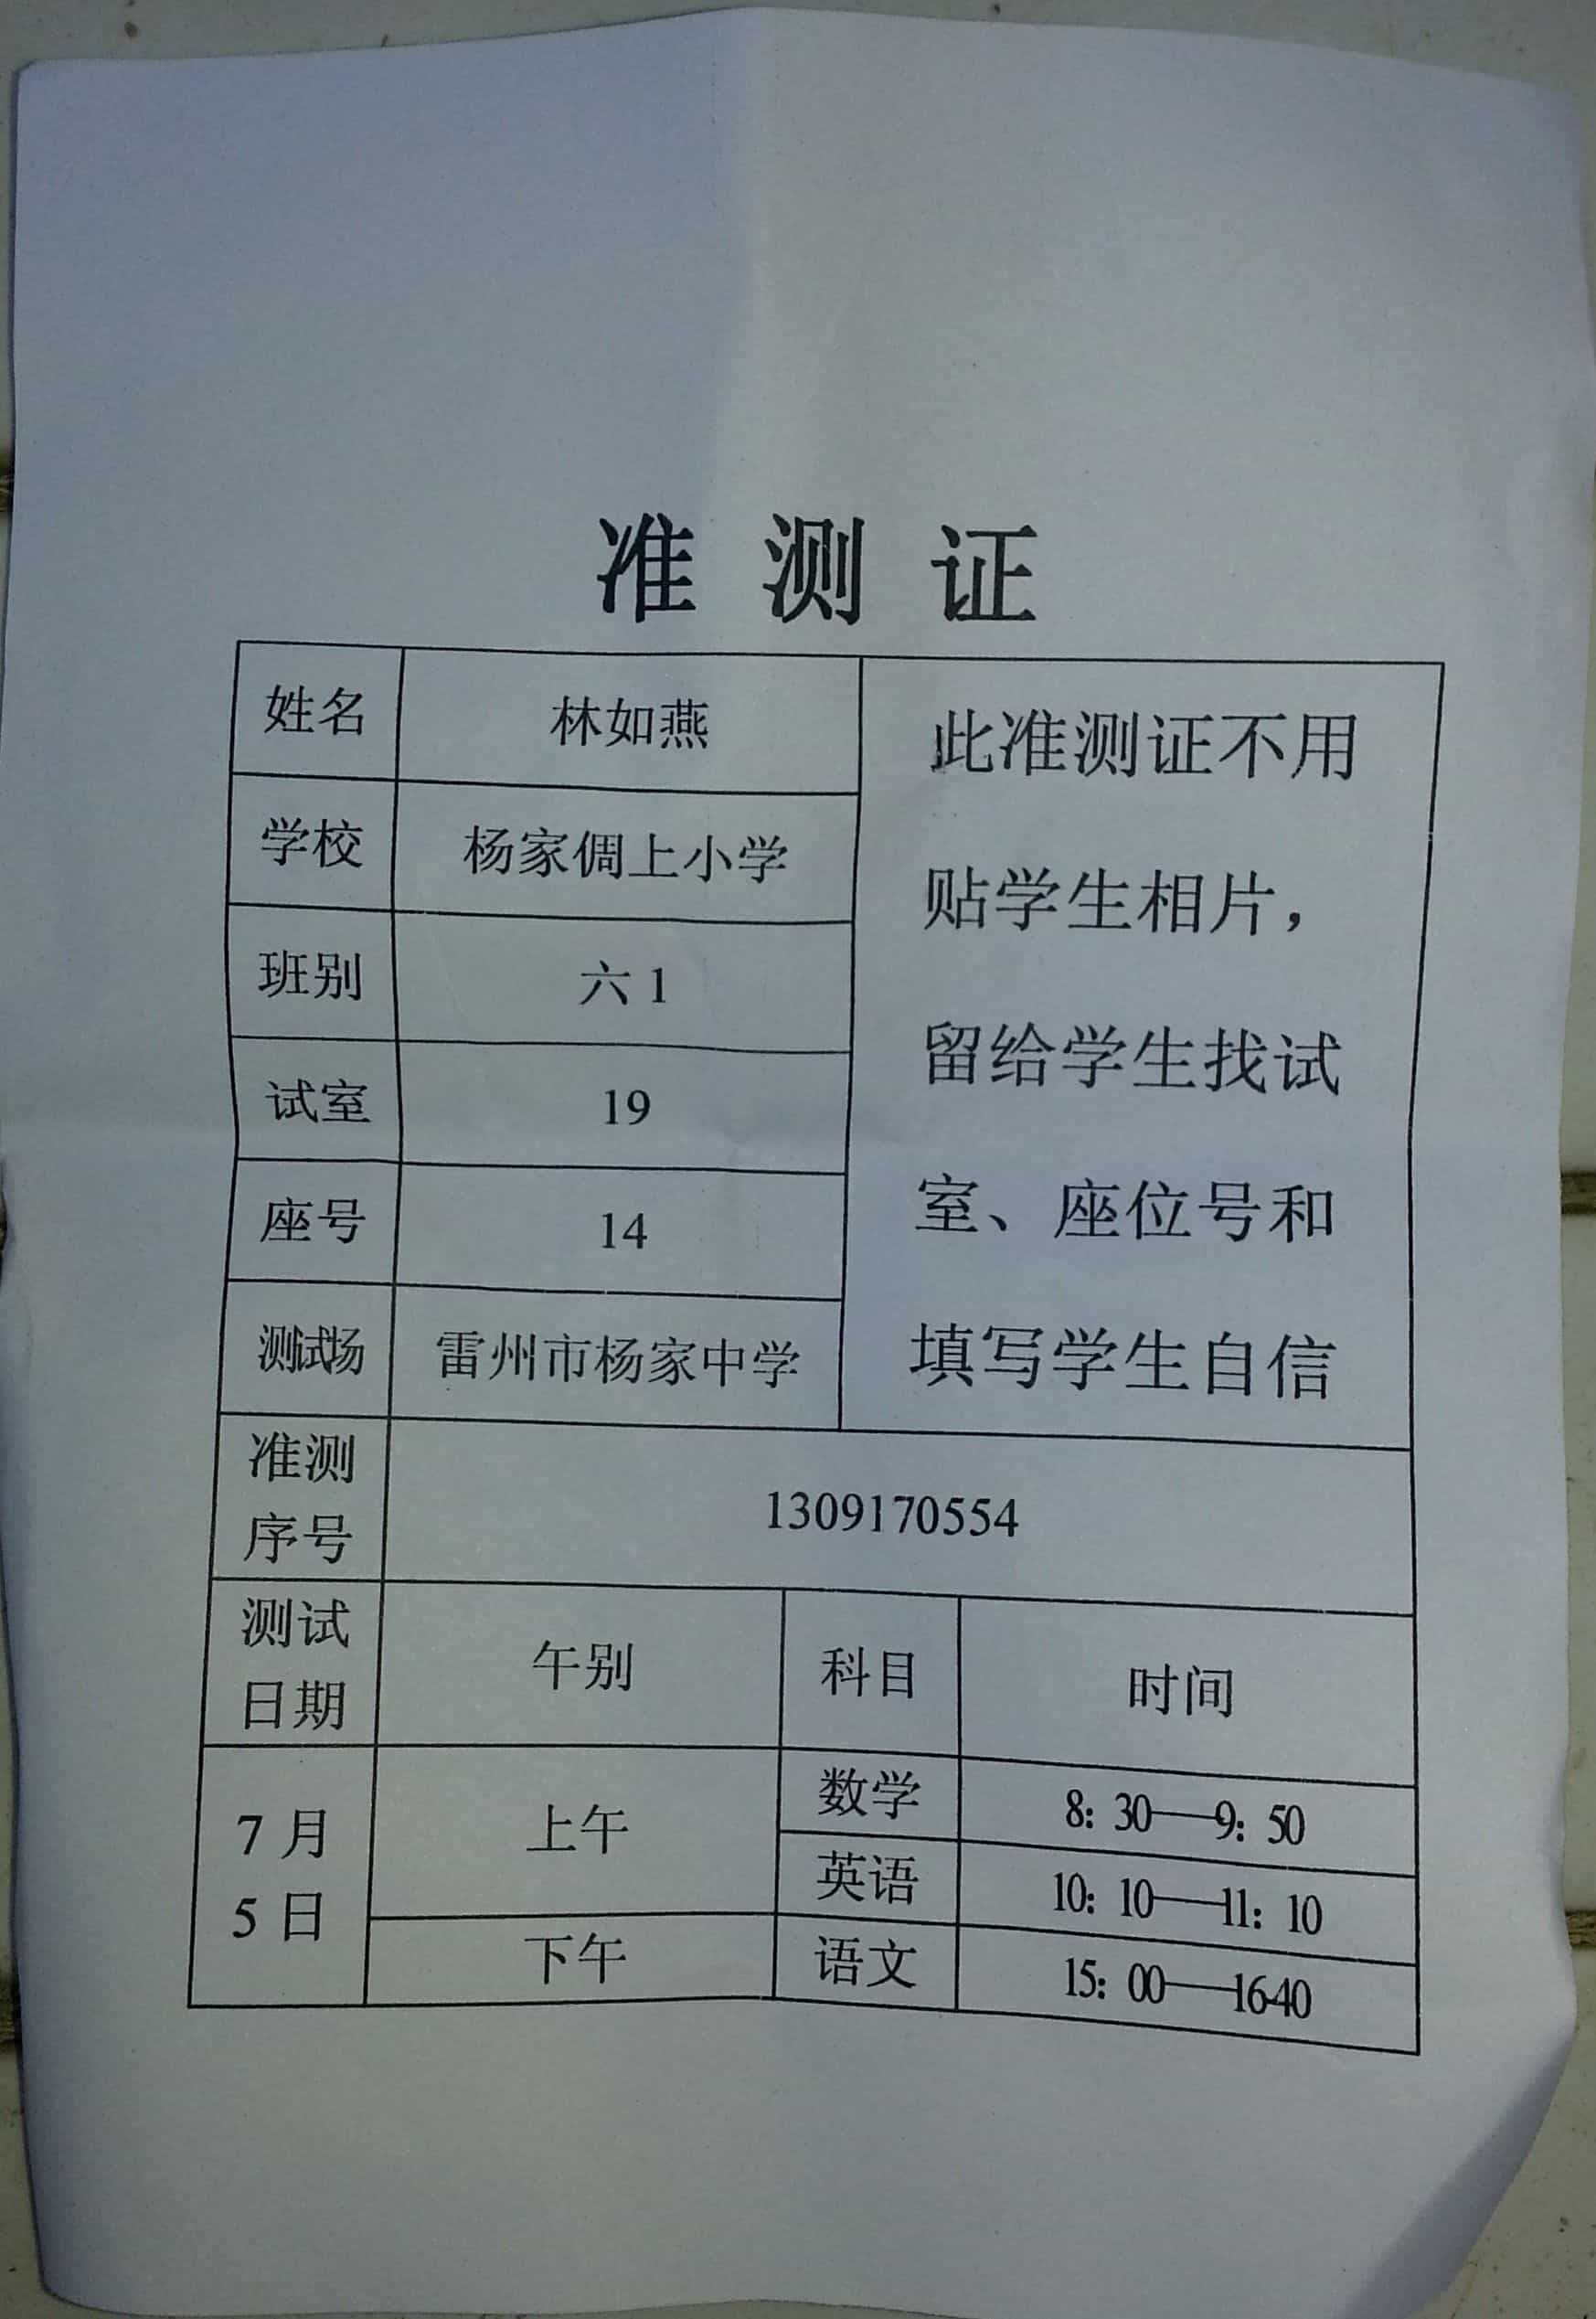 准测证
姓名 林如燕
学校 杨家倜上小学
班别 六1
试室 19
座号 14
测试场 雷州市杨家中学
此准测证不用
贴学生相片，
留给学生找试
室、座位号和
填写学生自信
准测
序号
1309170554
测试
日期
午别 科目 时间
7月
5日
上午
数学 8：30—9：50
英语 10：10—11：10
下午 语文 15：00—1640